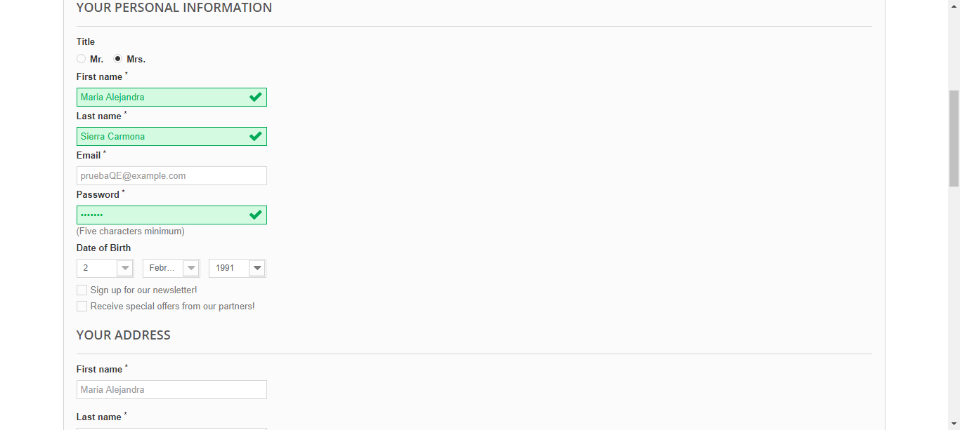 YOUR PERSONAL INFORMATION
Title
Mr. Mrs.
First name *
Maria Alejandra
Last name *
Sierra Carmona
Email *
pruebaQE@example.com
Password *
•••••••
(Five characters minimum)
Date of Birth
2 Febr... 1991
Sign up for our newsletter!
Receive special offers from our partners!
YOUR ADDRESS
First name *
Maria Alejandra
Last name *